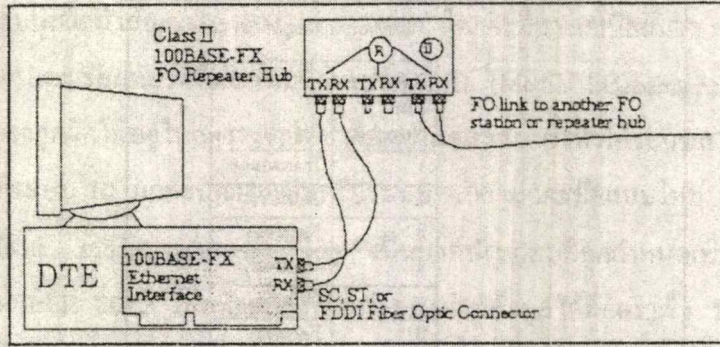 Class II
100BASE-FX
FO Repeater Hub
R
II
TX RX TX RX TX RX
FO link to another FO
station or repeater hub
DTE
100BASE-FX
Ethernet
Interface
TX
RX
SC, ST, or
FDDI Fiber Optic Connector